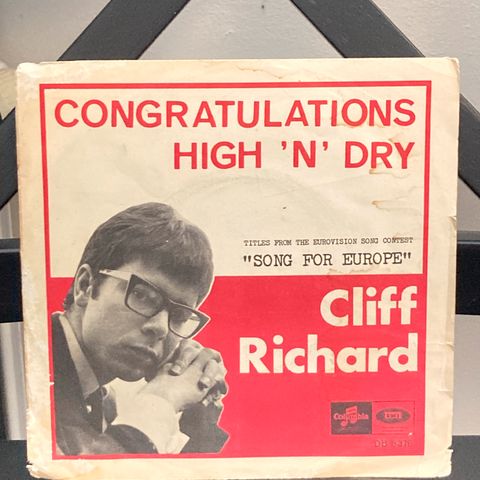 CONGRATULATIONS
HIGH 'N' DRY
TITLES FROM THE EUROVISION SONG CONTEST
"SONG FOR EUROPE"
Cliff
Richard
Columbia
EMI